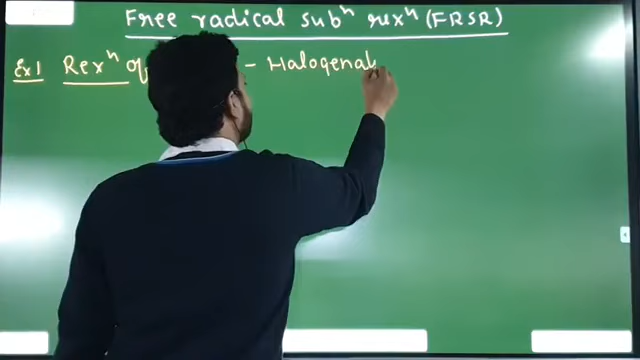 Free radical subⁿ rexⁿ (FRSR)
Ex1 Rexⁿ of - Halogenat